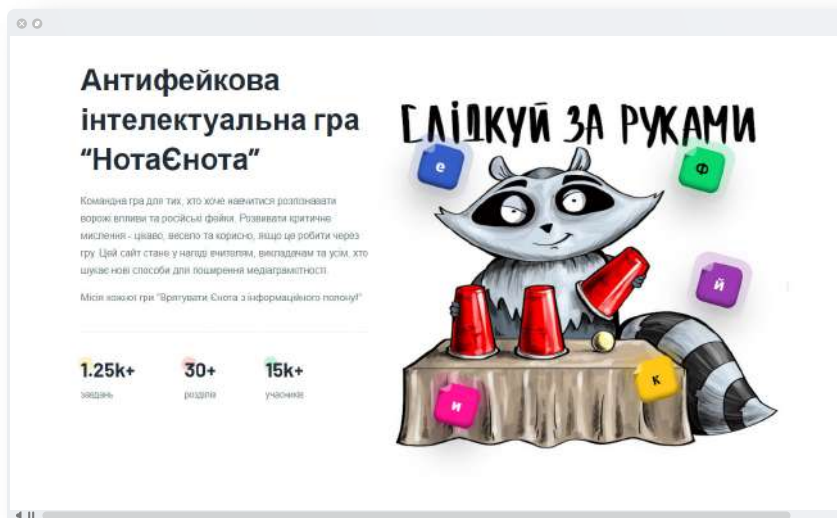 Антифейкова
інтелектуальна гра
“НотаЄнота”
СЛІДКУЙ ЗА РУКАМИ
Командна гра для тих, хто хоче навчитися розпізнавати
ворожі впливи та російські фейки. Розвивати критичне
мислення - цікаво, весело та корисно, якщо це робити через
гру. Цей сайт стане у нагоді вчителям, викладачам та усім, хто
шукає нові способи для поширення медіаграмотності.
Місія кожної гри "Врятувати Єнота з інформаційного полону!"
1.25k+ 30+ 15k+
завдань розділів учасників
е
Ф
й
к
и